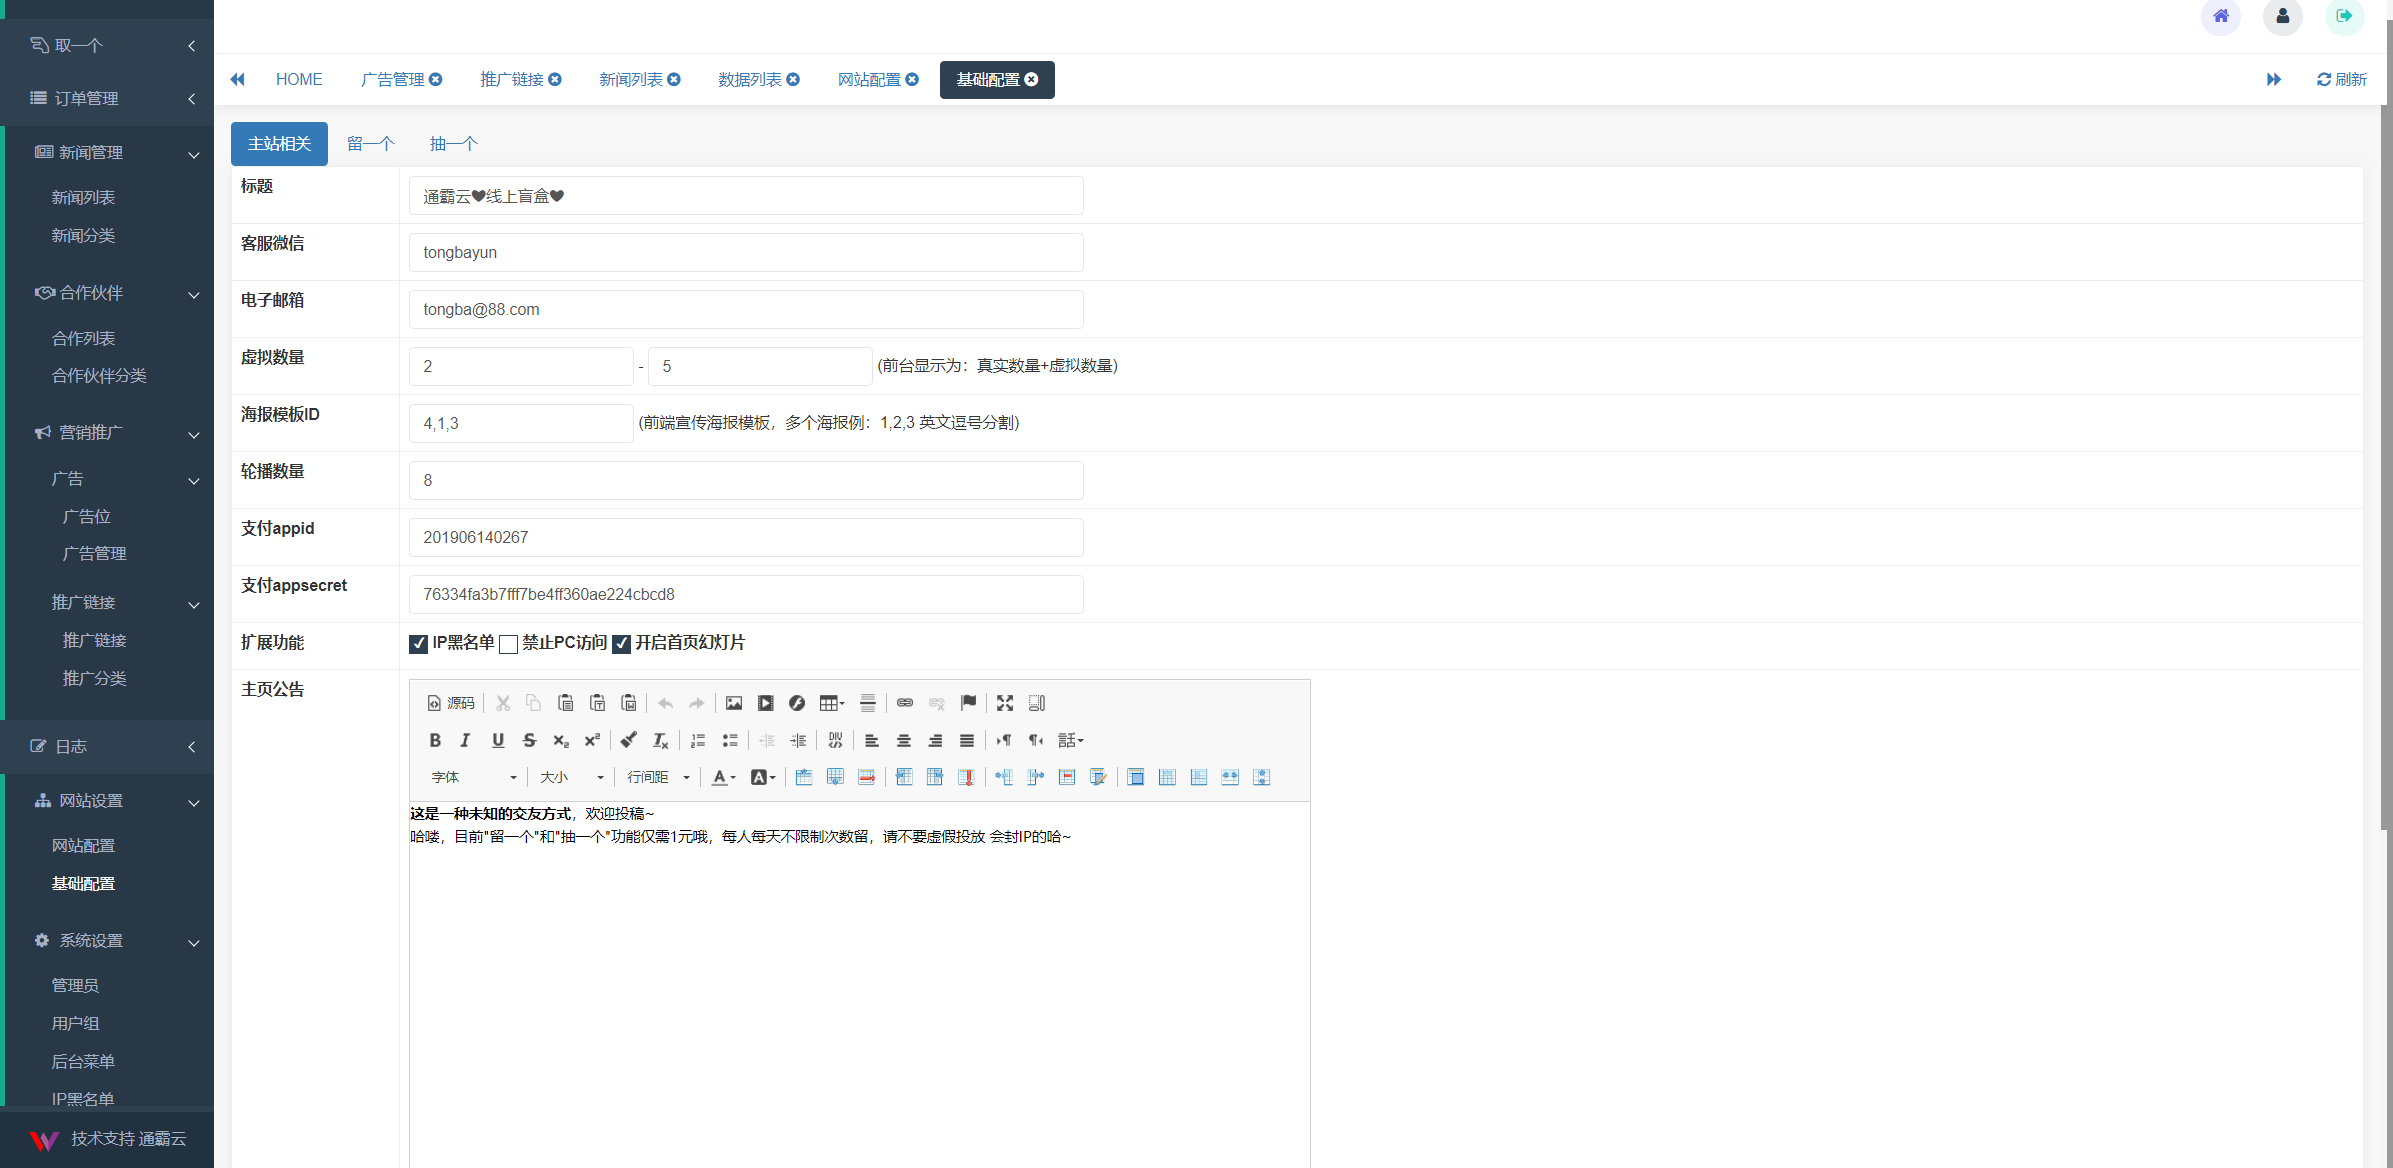 取一个
订单管理
新闻管理
新闻列表
新闻分类
合作伙伴
合作列表
合作伙伴分类
营销推广
广告
广告位
广告管理
推广链接
推广链接
推广分类
日志
网站设置
网站配置
基础配置
系统设置
管理员
用户组
后台菜单
IP黑名单
技术支持 通霸云
HOME 广告管理 推广链接 新闻列表 数据列表 网站配置 基础配置 刷新
主站相关 留一个 抽一个
标题 通霸云❤线上盲盒❤
客服微信 tongbayun
电子邮箱 tongba@88.com
虚拟数量 2 - 5 (前台显示为：真实数量+虚拟数量)
海报模板ID 4,1,3 (前端宣传海报模板，多个海报例：1,2,3 英文逗号分割)
轮播数量 8
支付appid 201906140267
支付appsecret 76334fa3b7fff7be4ff360ae224cbcd8
扩展功能 IP黑名单 禁止PC访问 开启首页幻灯片
主页公告
源码
字体 大小 行间距
这是一种未知的交友方式，欢迎投稿~
哈喽，目前"留一个"和"抽一个"功能仅需1元哦，每人每天不限制次数留，请不要虚假投放 会封IP的哈~